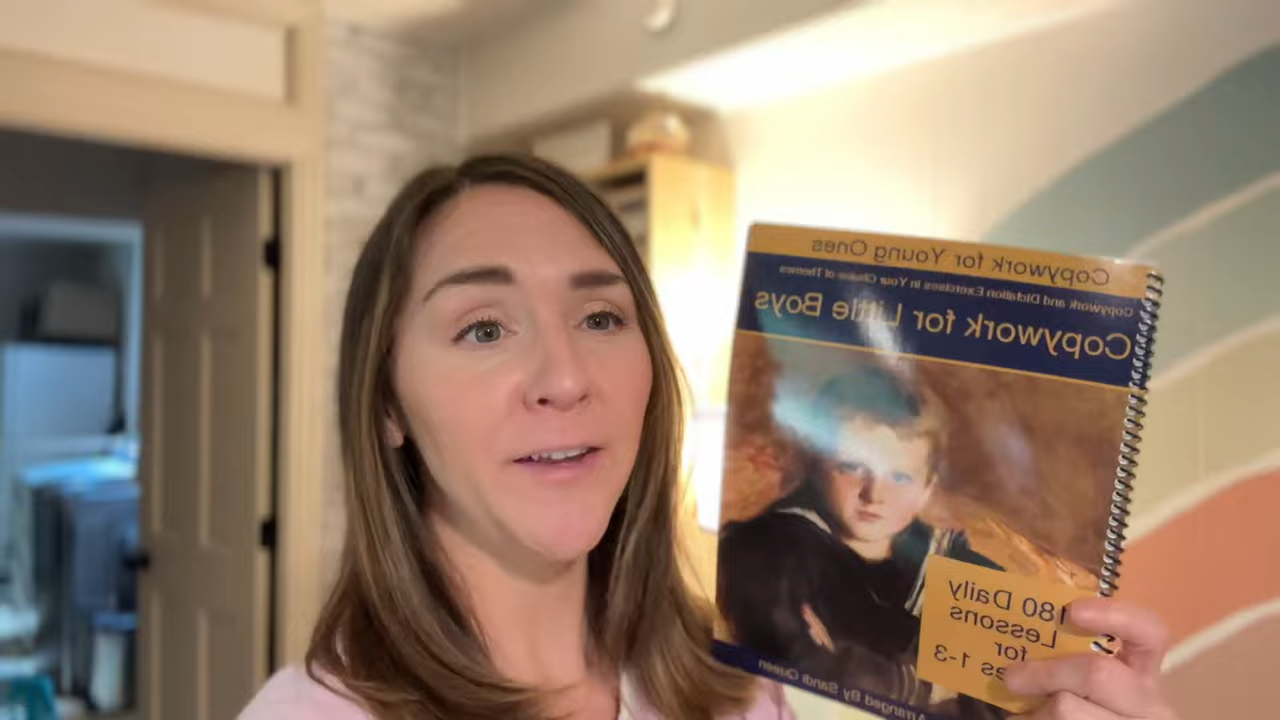 Copywork for Young Ones
Copywork and Dictation Exercises in Your Choice of Themes
Copywork for Little Boys
180 Daily
Lessons
for
es 1-3
Arranged By Sandi Queen